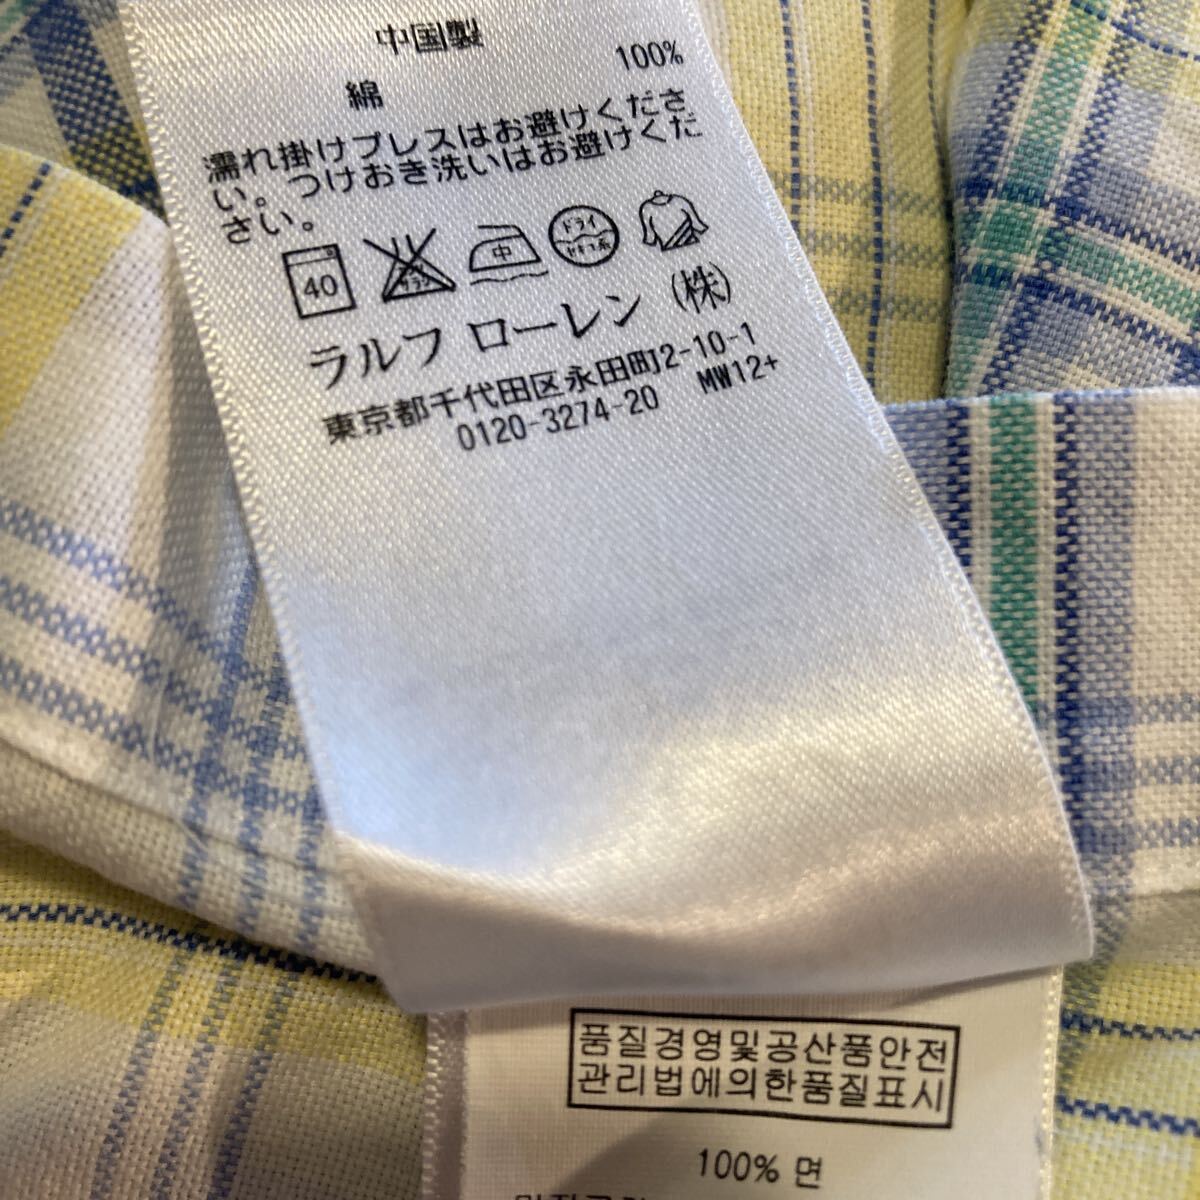 中国製
綿 100%
濡れ掛けプレスはお避けくださ
い。つけおき洗いはお避けくだ
さい。
40 中 ドライ
ラルフ ローレン (株)
東京都千代田区永田町2-10-1
0120-3274-20 MW12+
품질경영및공산품안전
관리법에의한품질표시
100% 면